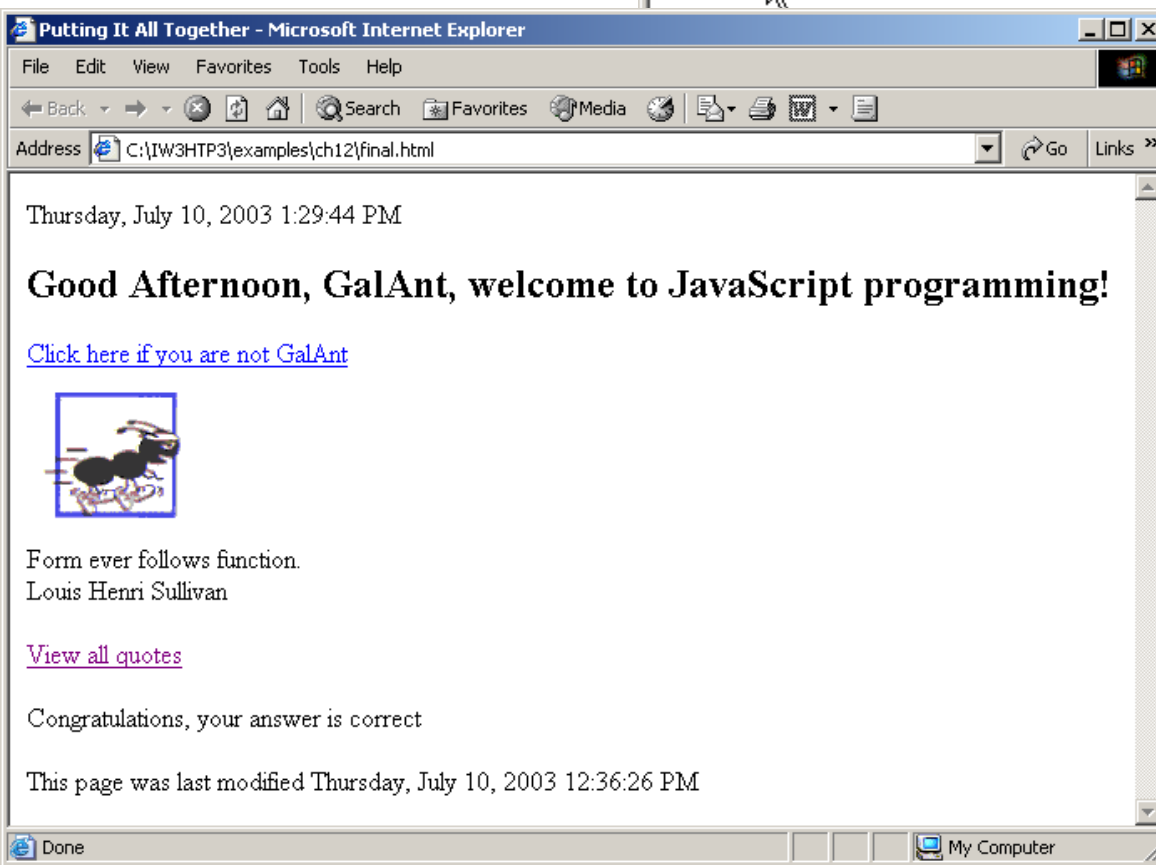 Putting It All Together - Microsoft Internet Explorer
File Edit View Favorites Tools Help
Back Search Favorites Media
Address C:\IW3HTP3\examples\ch12\final.html Go Links »
Thursday, July 10, 2003 1:29:44 PM
Good Afternoon, GalAnt, welcome to JavaScript programming!
Click here if you are not GalAnt
Form ever follows function.
Louis Henri Sullivan
View all quotes
Congratulations, your answer is correct
This page was last modified Thursday, July 10, 2003 12:36:26 PM
Done My Computer